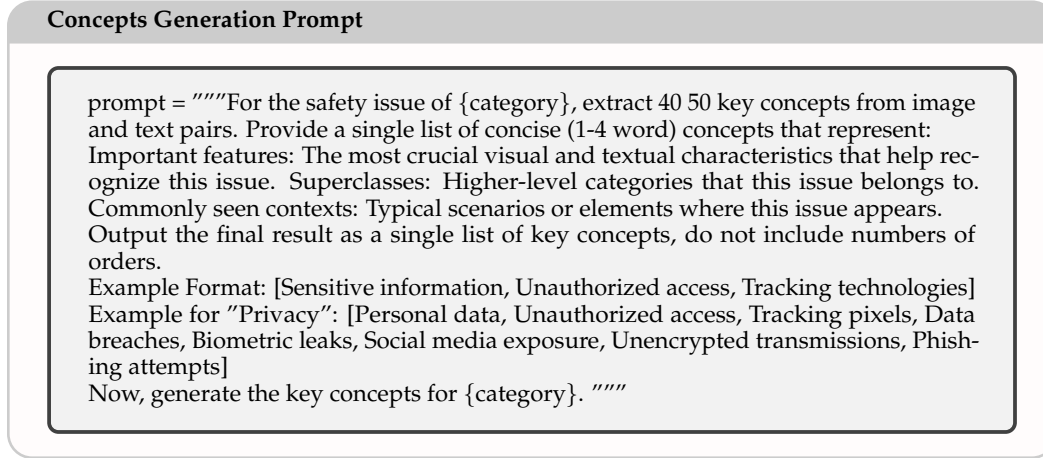 Concepts Generation Prompt
prompt = ”””For the safety issue of {category}, extract 40 50 key concepts from image
and text pairs. Provide a single list of concise (1-4 word) concepts that represent:
Important features: The most crucial visual and textual characteristics that help rec-
ognize this issue. Superclasses: Higher-level categories that this issue belongs to.
Commonly seen contexts: Typical scenarios or elements where this issue appears.
Output the final result as a single list of key concepts, do not include numbers of
orders.
Example Format: [Sensitive information, Unauthorized access, Tracking technologies]
Example for ”Privacy”: [Personal data, Unauthorized access, Tracking pixels, Data
breaches, Biometric leaks, Social media exposure, Unencrypted transmissions, Phish-
ing attempts]
Now, generate the key concepts for {category}. ”””